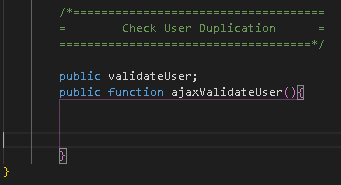 /*====================================
=        Check User Duplication      =
====================================*/
public validateUser;
public function ajaxValidateUser(){
}
}